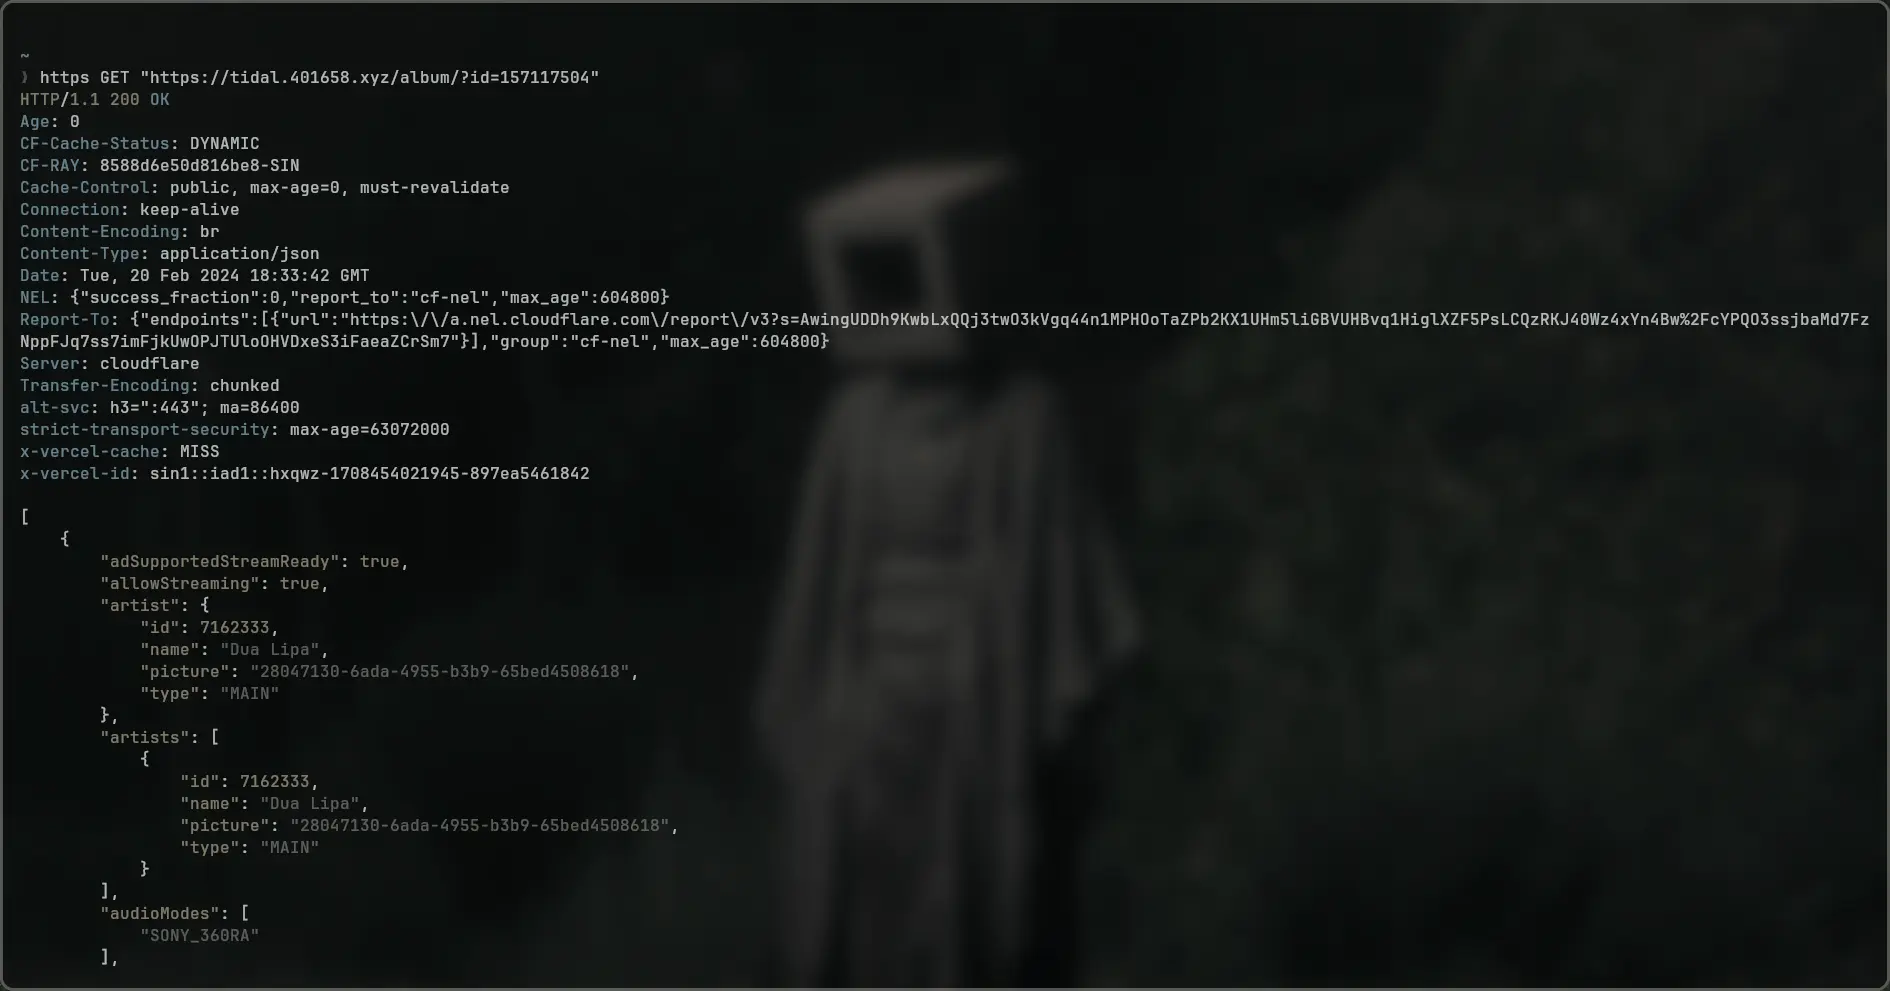 ~
❯ https GET "https://tidal.401658.xyz/album/?id=157117504"
HTTP/1.1 200 OK
Age: 0
CF-Cache-Status: DYNAMIC
CF-RAY: 8588d6e50d816be8-SIN
Cache-Control: public, max-age=0, must-revalidate
Connection: keep-alive
Content-Encoding: br
Content-Type: application/json
Date: Tue, 20 Feb 2024 18:33:42 GMT
NEL: {"success_fraction":0,"report_to":"cf-nel","max_age":604800}
Report-To: {"endpoints":[{"url":"https:\/\/a.nel.cloudflare.com\/report\/v3?s=AwingUDDh9KwbLxQQj3twO3kVgq44n1MPHOoTaZPb2KX1UHm5liGBVUHBvq1HiglXZF5PsLCQzRKJ40Wz4xYn4Bw%2FcYPQO3ssjbaMd7Fz
NppFJq7ss7imFjkUwOPJTUloOHVDxeS3iFaeaZCrSm7"}],"group":"cf-nel","max_age":604800}
Server: cloudflare
Transfer-Encoding: chunked
alt-svc: h3=":443"; ma=86400
strict-transport-security: max-age=63072000
x-vercel-cache: MISS
x-vercel-id: sin1::iad1::hxqwz-1708454021945-897ea5461842
[
    {
        "adSupportedStreamReady": true,
        "allowStreaming": true,
        "artist": {
            "id": 7162333,
            "name": "Dua Lipa",
            "picture": "28047130-6ada-4955-b3b9-65bed4508618",
            "type": "MAIN"
        },
        "artists": [
            {
                "id": 7162333,
                "name": "Dua Lipa",
                "picture": "28047130-6ada-4955-b3b9-65bed4508618",
                "type": "MAIN"
            }
        ],
        "audioModes": [
            "SONY_360RA"
        ],